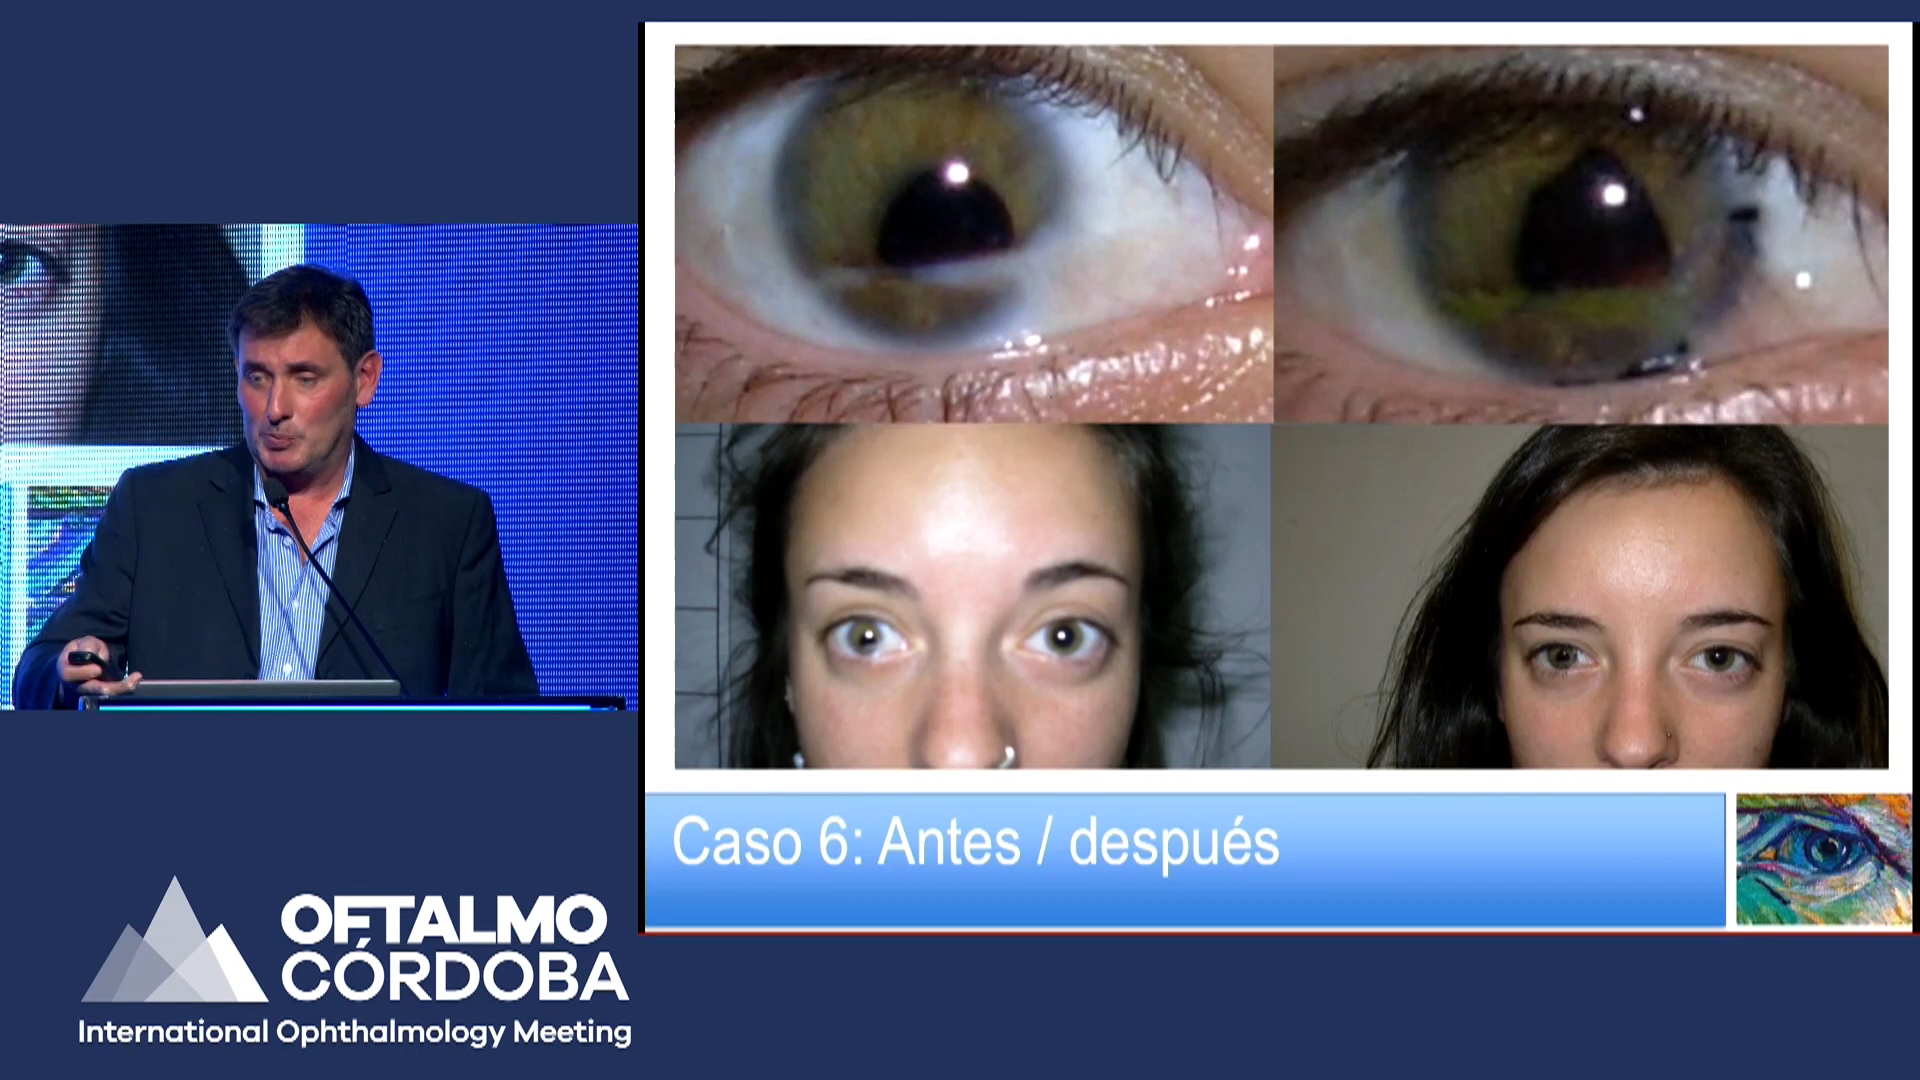 Caso 6: Antes / después
OFTALMO
CÓRDOBA
International Ophthalmology Meeting